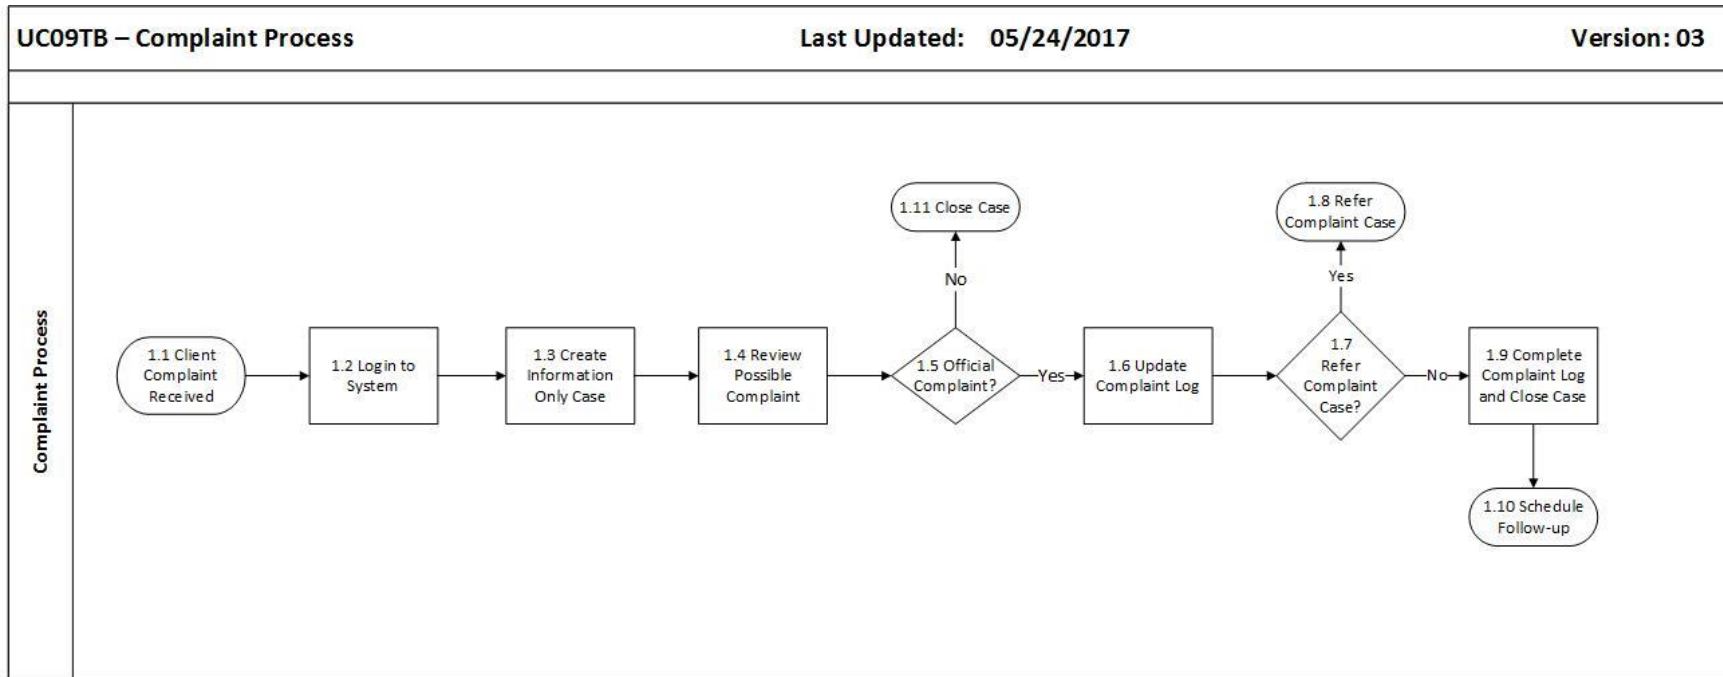 UC09TB – Complaint Process
Last Updated: 05/24/2017
Version: 03
Complaint Process
1.1 Client
Complaint
Received
1.2 Login to
System
1.3 Create
Information
Only Case
1.4 Review
Possible
Complaint
1.5 Official
Complaint?
No
1.11 Close Case
Yes
1.6 Update
Complaint Log
1.7
Refer
Complaint
Case?
Yes
1.8 Refer
Complaint Case
No
1.9 Complete
Complaint Log
and Close Case
1.10 Schedule
Follow-up